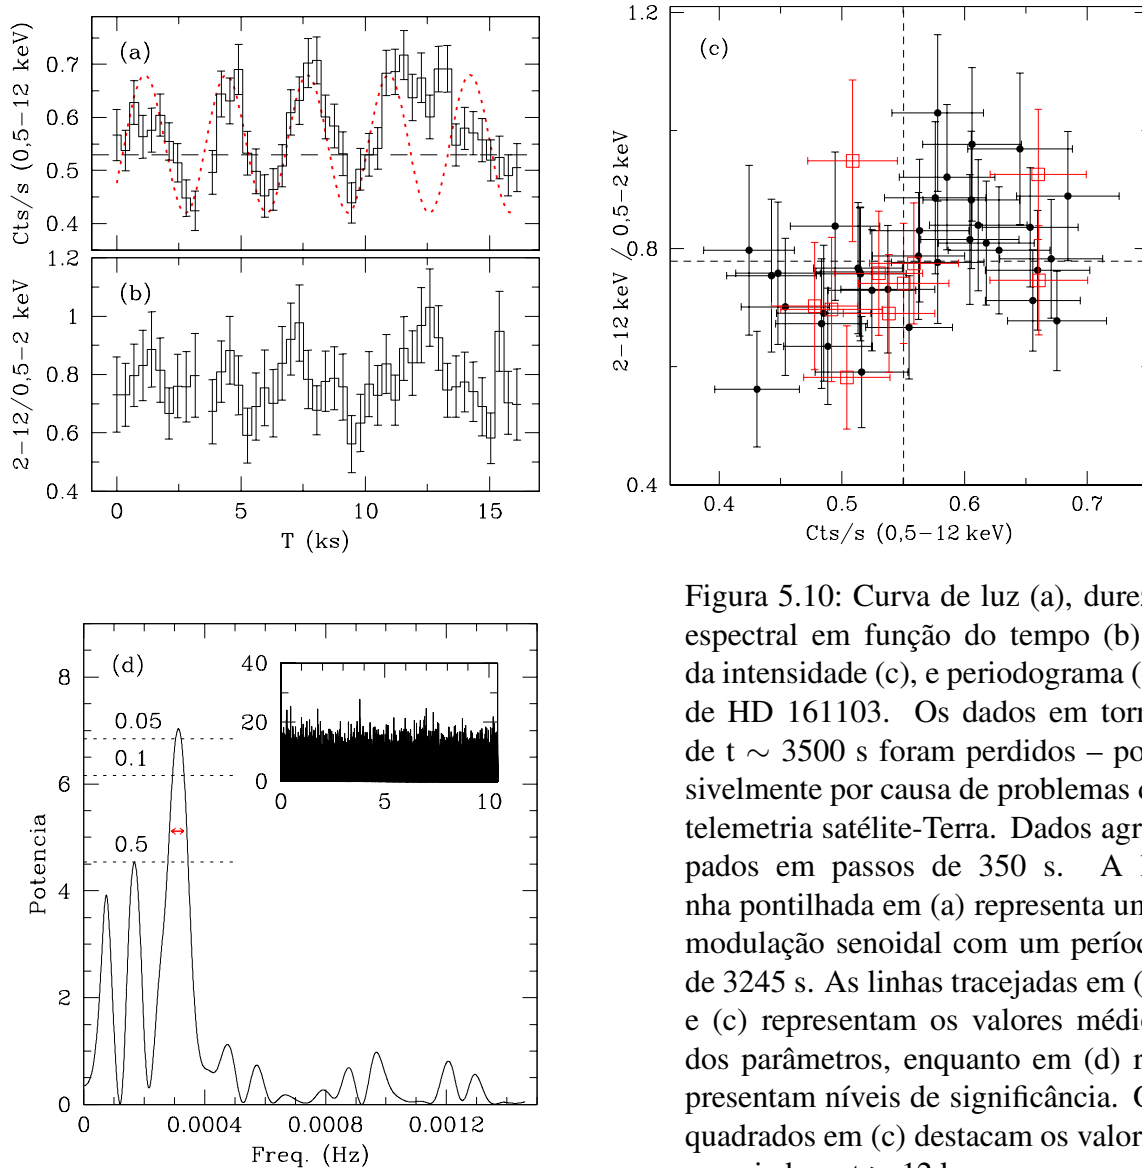 (a)
Cts/s (0,5−12 keV)
0.7
0.6
0.5
0.4
(b)
2−12/0,5−2 keV
1.2
1
0.8
0.6
0.4
0 5 10 15
T (ks)
(c)
2−12 keV / 0,5−2 keV
1.2
1.0
0.8
0.6
0.4
0.4 0.5 0.6 0.7
Cts/s (0,5−12 keV)
(d)
Potencia
8
6
4
2
0
0.05
0.1
0.5
40
20
0
0 5 10
0 0.0004 0.0008 0.0012
Freq. (Hz)
Figura 5.10: Curva de luz (a), durez
espectral em função do tempo (b)
da intensidade (c), e periodograma (
de HD 161103. Os dados em torn
de t ∼ 3500 s foram perdidos – po
sivelmente por causa de problemas
telemetria satélite-Terra. Dados agr
pados em passos de 350 s. A
nha pontilhada em (a) representa um
modulação senoidal com um períod
de 3245 s. As linhas tracejadas em (
e (c) representam os valores médi
dos parâmetros, enquanto em (d) r
presentam níveis de significância. O
quadrados em (c) destacam os valor